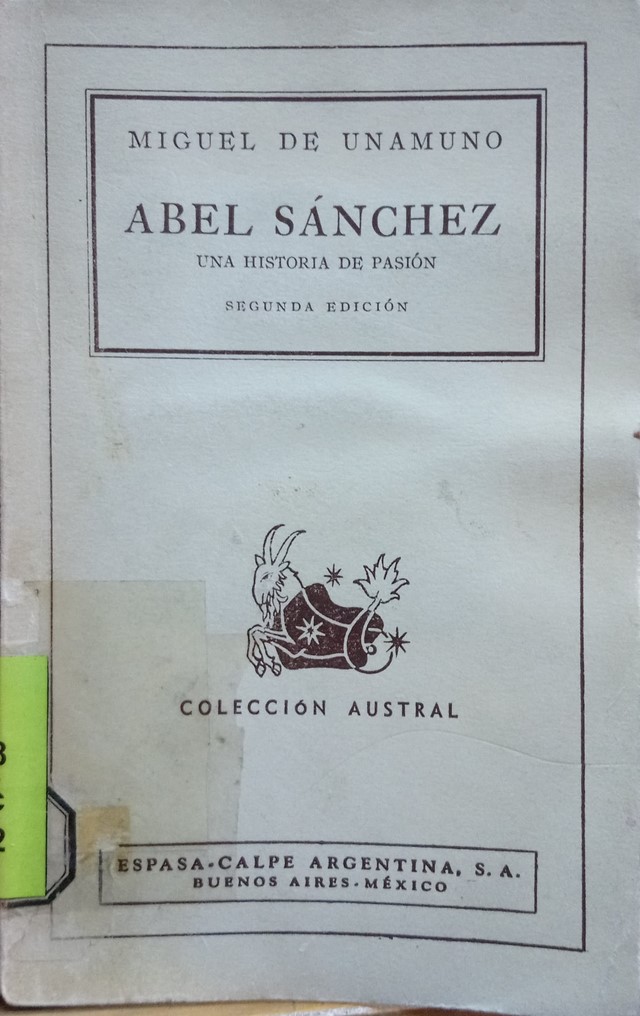 MIGUEL DE UNAMUNO
ABEL SÁNCHEZ
UNA HISTORIA DE PASIÓN
SEGUNDA EDICIÓN
COLECCIÓN AUSTRAL
ESPASA-CALPE ARGENTINA, S. A.
BUENOS AIRES-MÉXICO